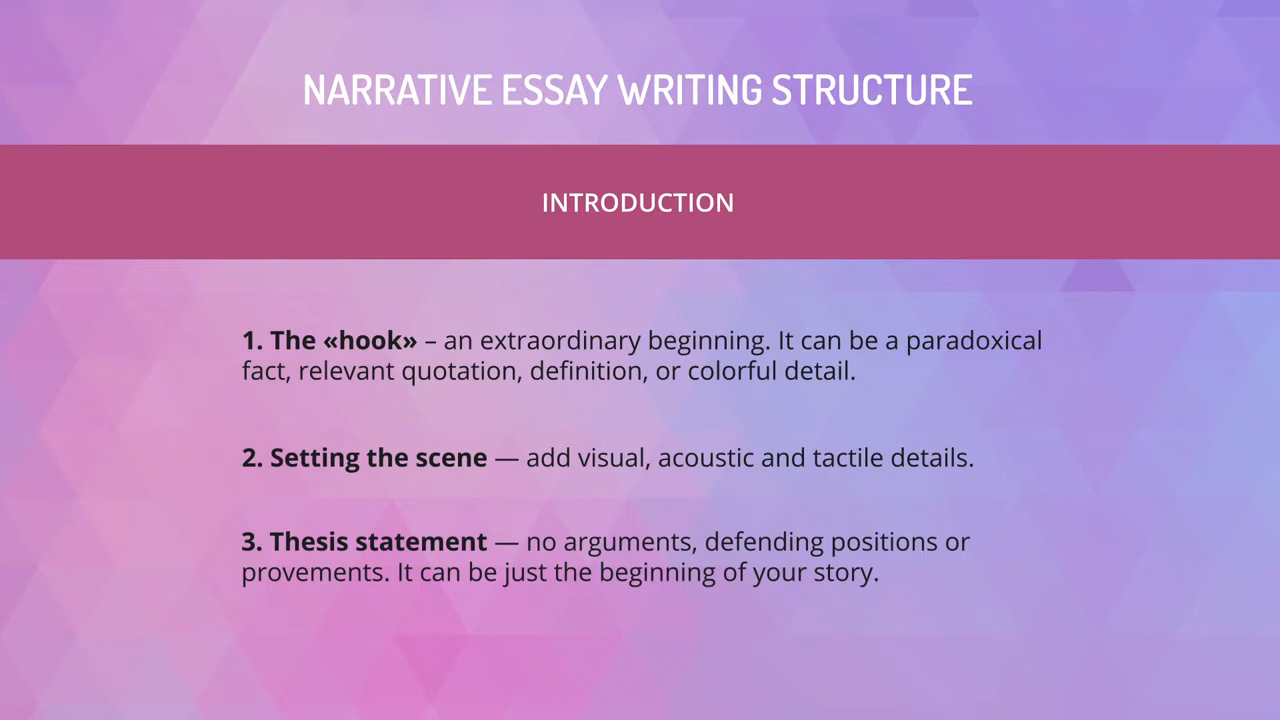 NARRATIVE ESSAY WRITING STRUCTURE
INTRODUCTION
1. The «hook» – an extraordinary beginning. It can be a paradoxical
fact, relevant quotation, definition, or colorful detail.
2. Setting the scene — add visual, acoustic and tactile details.
3. Thesis statement — no arguments, defending positions or
provements. It can be just the beginning of your story.